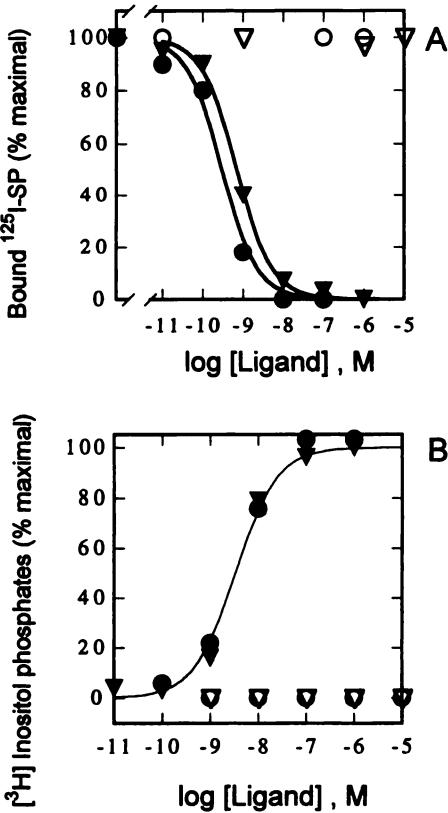 A
Bound ¹²⁵I-SP (% maximal)
100
80
60
40
20
0
-11 -10 -9 -8 -7 -6 -5
log [Ligand] , M
B
[³H] Inositol phosphates (% maximal)
100
80
60
40
20
0
-11 -10 -9 -8 -7 -6 -5
log [Ligand] , M